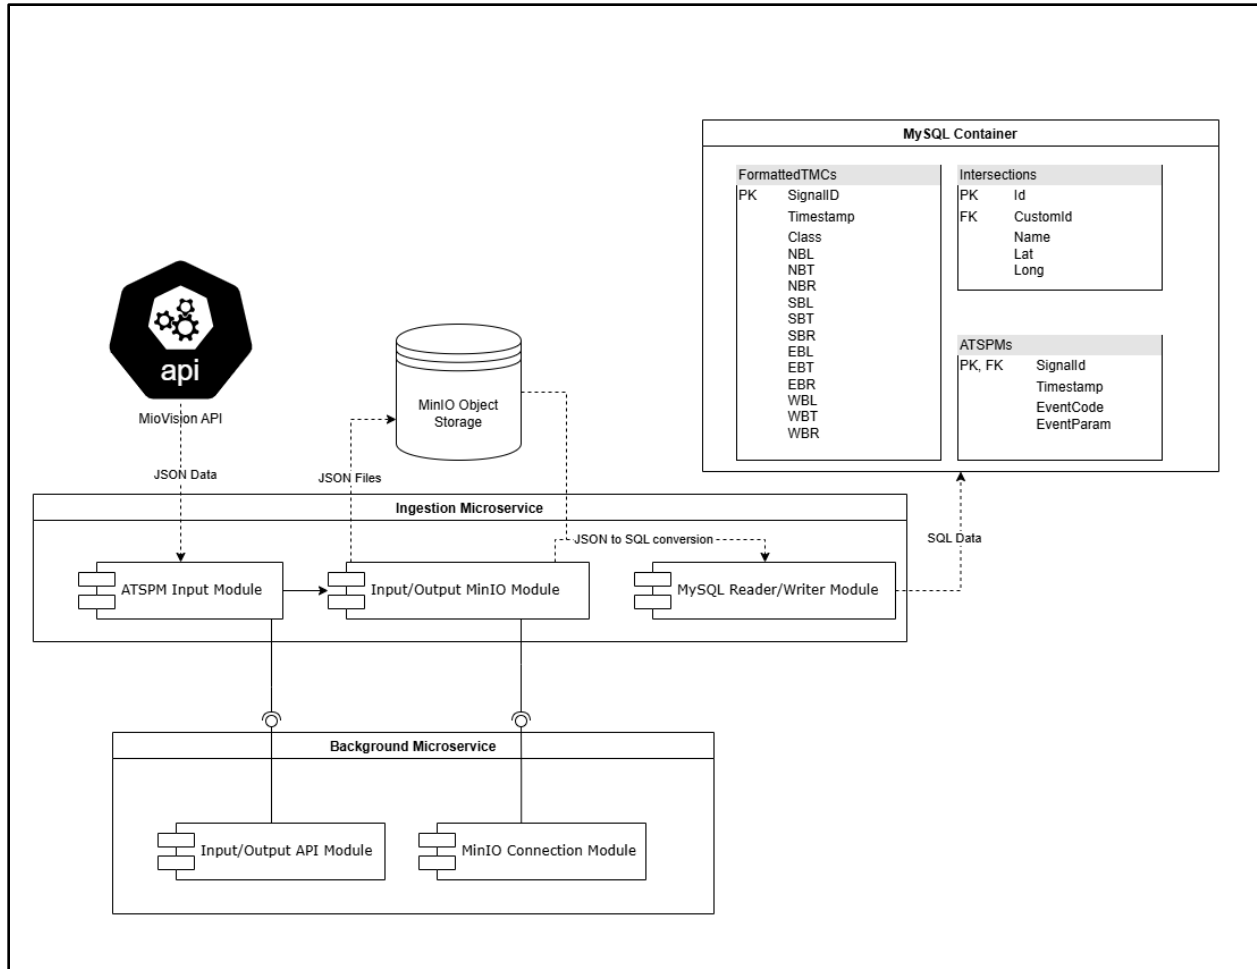 MySQL Container
FormattedTMCs
PK SignalID
Timestamp
Class
NBL
NBT
NBR
SBL
SBT
SBR
EBL
EBT
EBR
WBL
WBT
WBR
Intersections
PK Id
FK CustomId
Name
Lat
Long
ATSPMs
PK, FK SignalId
Timestamp
EventCode
EventParam
api
MioVision API
MinIO Object
Storage
JSON Data
JSON Files
Ingestion Microservice
JSON to SQL conversion
SQL Data
ATSPM Input Module
Input/Output MinIO Module
MySQL Reader/Writer Module
Background Microservice
Input/Output API Module
MinIO Connection Module